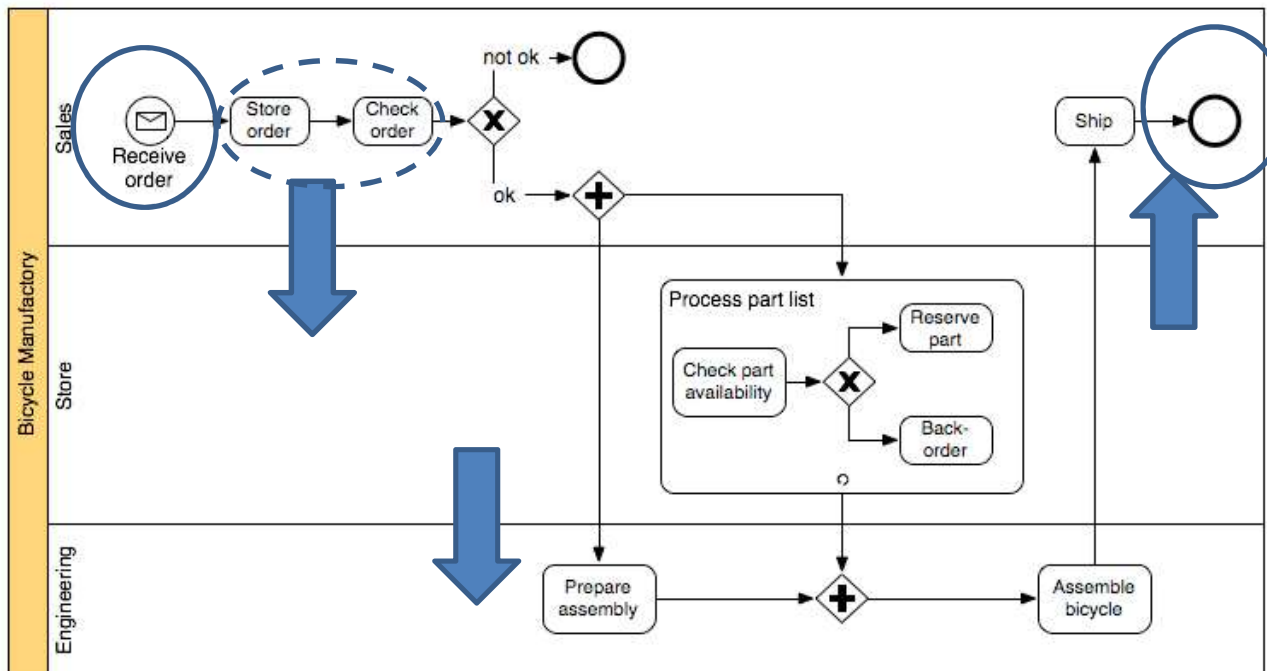 Bicycle Manufactory
Sales
Receive
order
Store
order
Check
order
not ok
ok
Ship
Store
Process part list
Check part
availability
Reserve
part
Back-
order
Engineering
Prepare
assembly
Assemble
bicycle